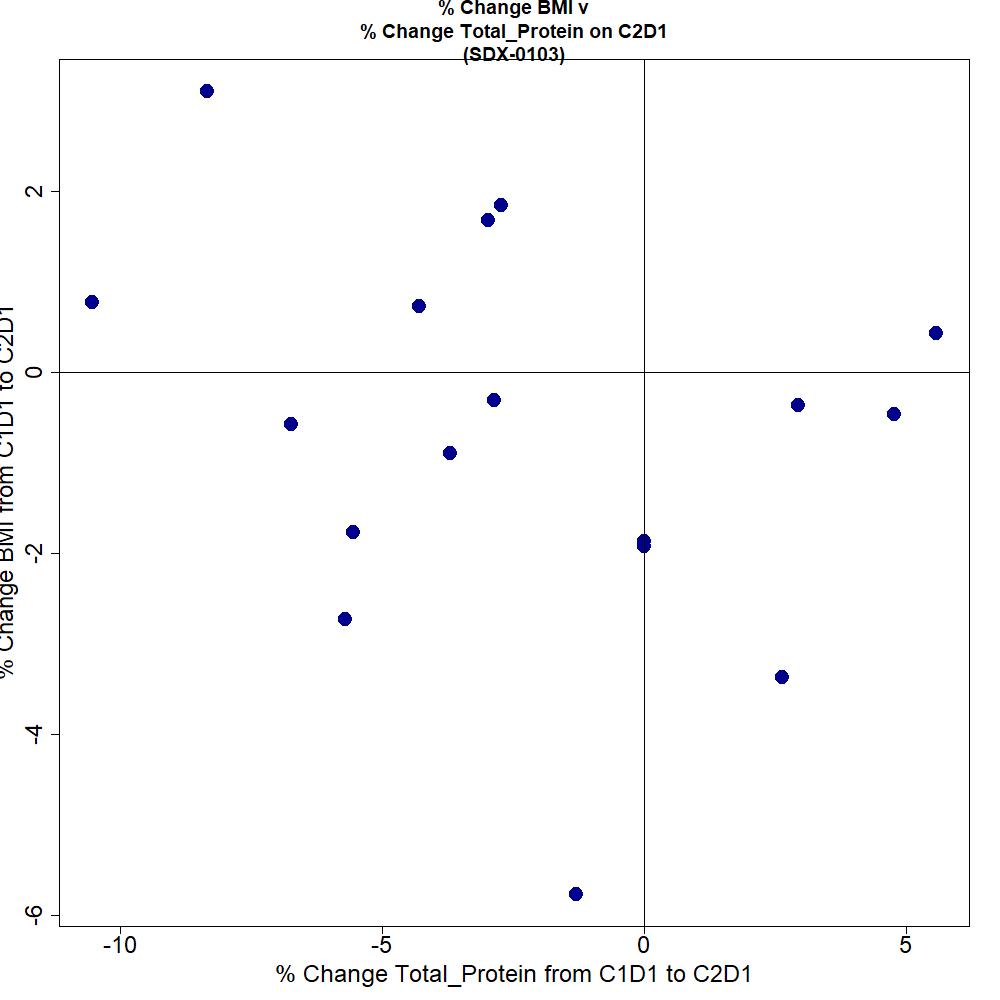 % Change BMI v
% Change Total_Protein on C2D1
(SDX-0103)
% Change BMI from C1D1 to C2D1
2
0
-2
-4
-6
-10
-5
0
5
% Change Total_Protein from C1D1 to C2D1